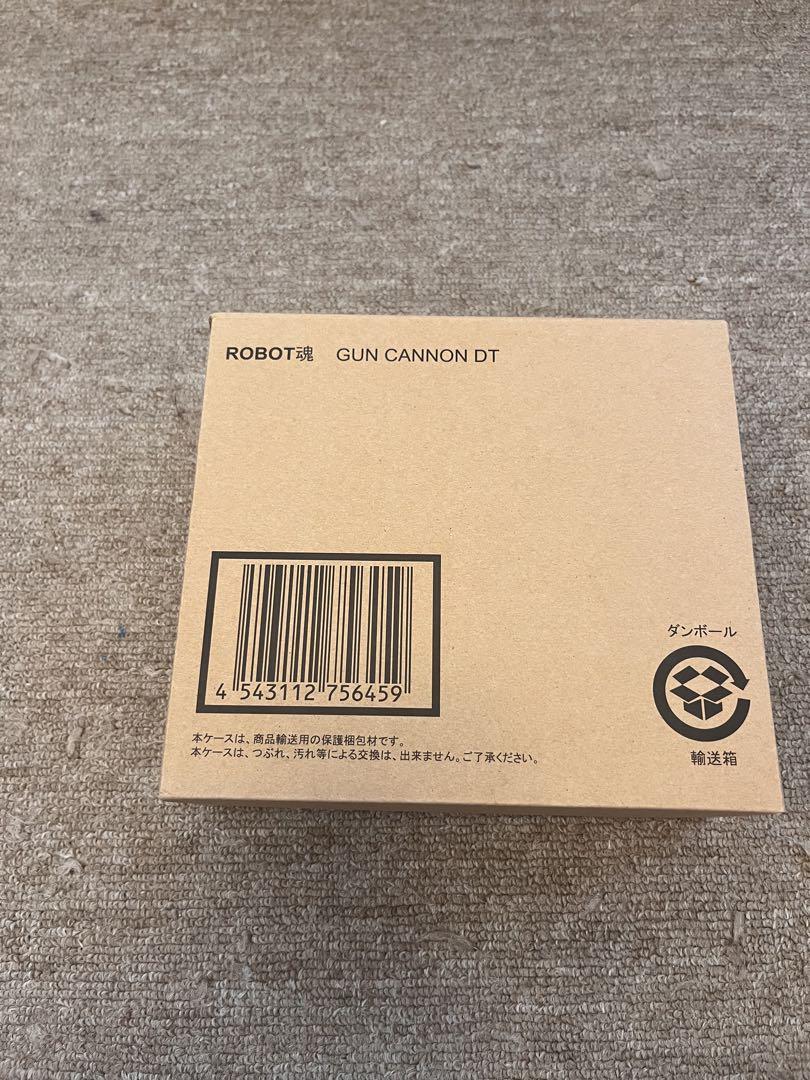 ROBOT魂 GUN CANNON DT
4 543112 756459
本ケースは、商品輸送用の保護梱包材です。
本ケースは、つぶれ、汚れ等による交換は、出来ません。ご了承ください。
ダンボール
輸送箱